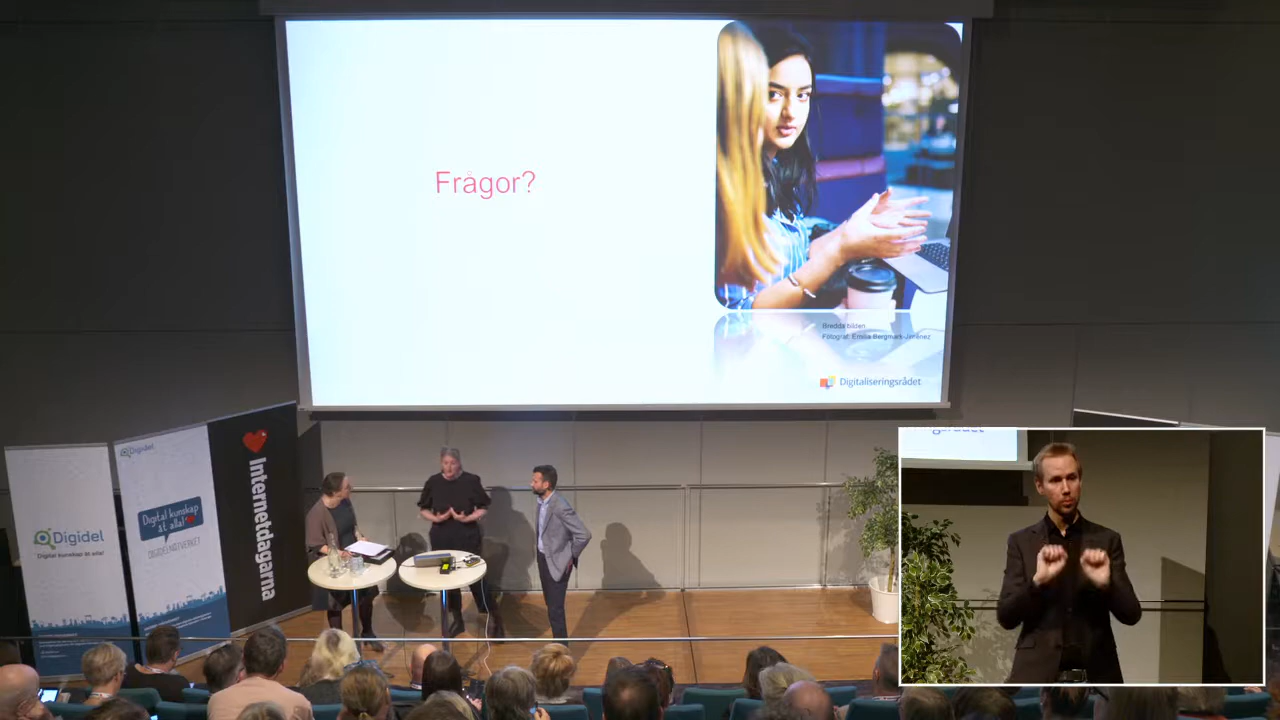 Frågor?
Bredda bilden
Fotograf: Emilia Bergmark-Jiménez
Digitaliseringsrådet
Digidel
Digital kunskap åt alla!
Digidel
Digital kunskap
åt alla!
DIGIDELNÄTVERKET
Internetdagarna